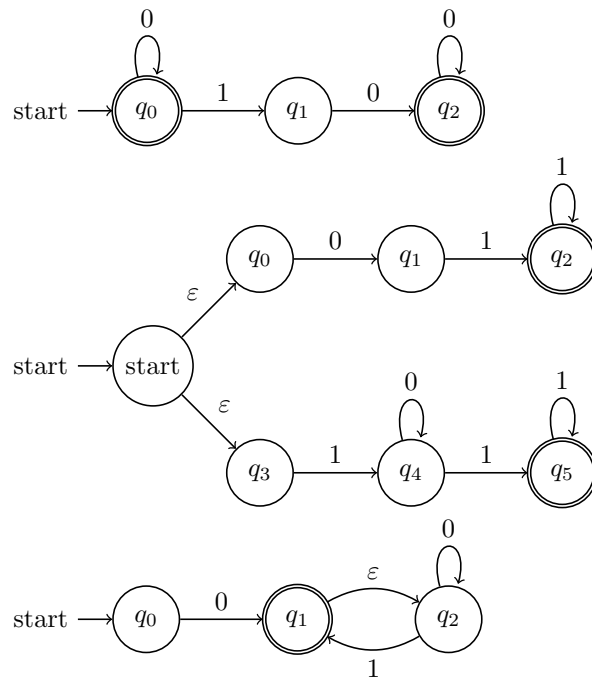 0 0
start q₀ 1 q₁ 0 q₂
1
q₀ 0 q₁ 1 q₂
ε
start start
ε 0 1
q₃ 1 q₄ 1 q₅
0
start q₀ 0 q₁ ε q₂
1